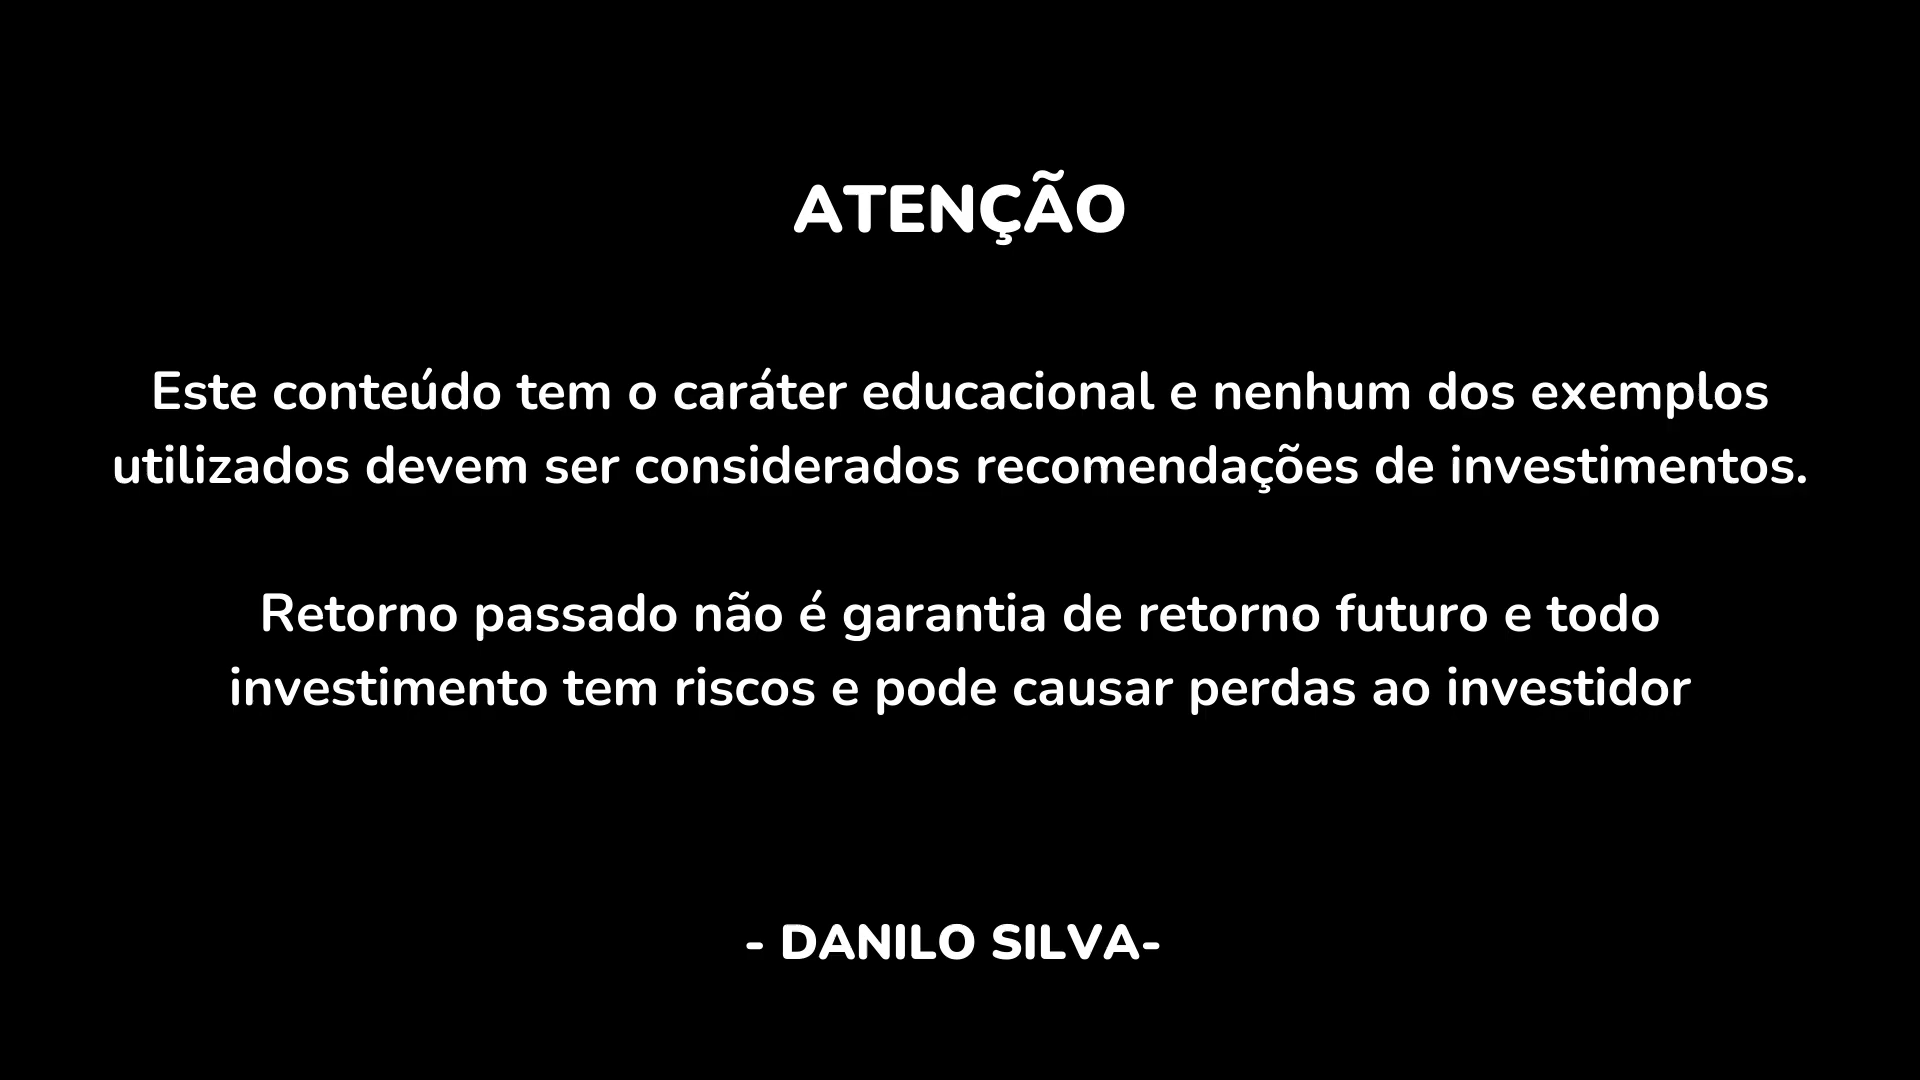 ATENÇÃO
Este conteúdo tem o caráter educacional e nenhum dos exemplos
utilizados devem ser considerados recomendações de investimentos.
Retorno passado não é garantia de retorno futuro e todo
investimento tem riscos e pode causar perdas ao investidor
- DANILO SILVA-